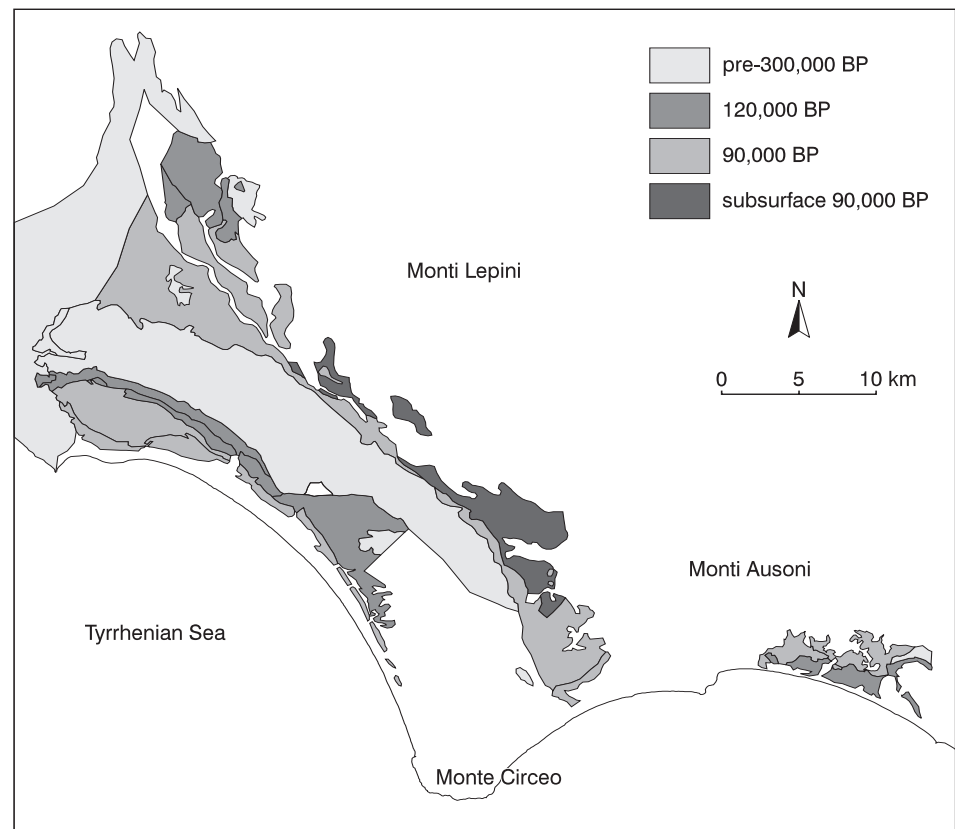 pre-300,000 BP
120,000 BP
90,000 BP
subsurface 90,000 BP
Monti Lepini
N
0 5 10 km
Monti Ausoni
Tyrrhenian Sea
Monte Circeo